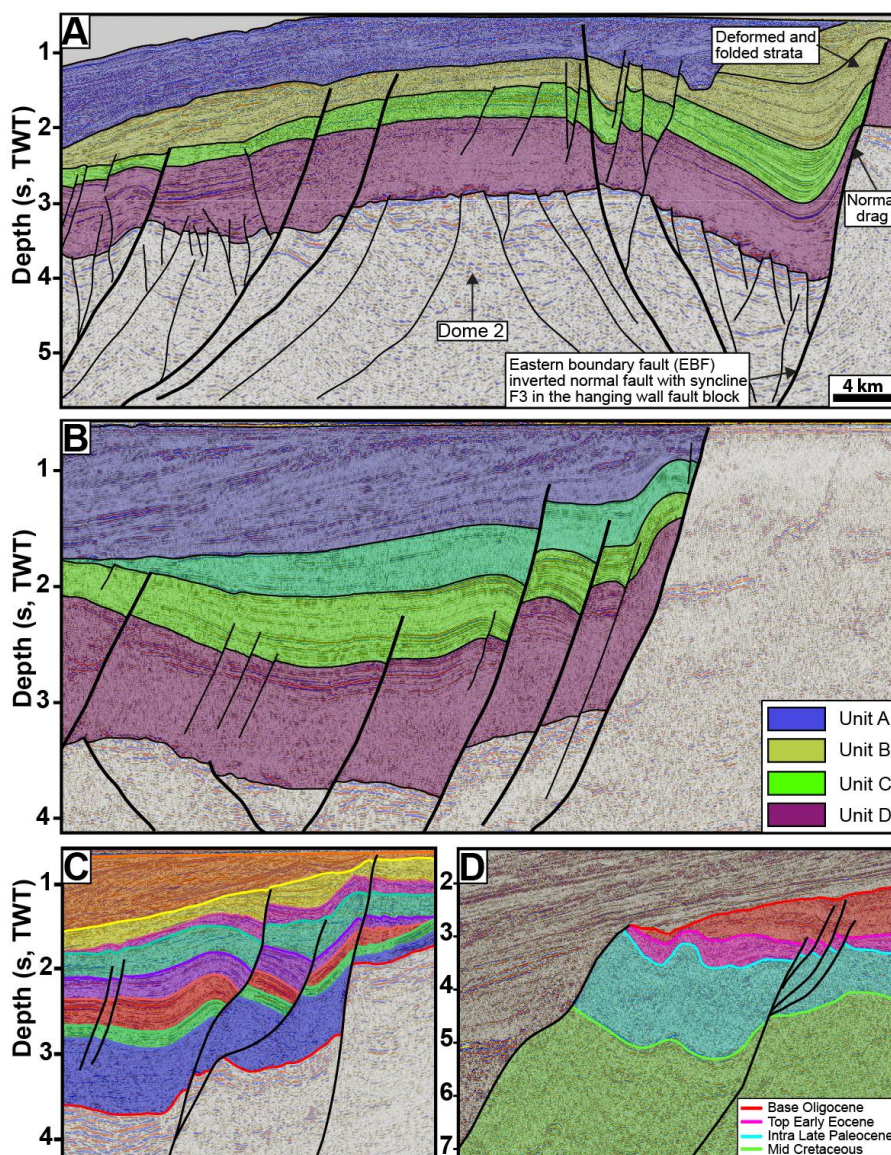 A
Deformed and
folded strata
1
2
3
4
5
Depth (s, TWT)
Normal
drag
Dome 2
Eastern boundary fault (EBF)
inverted normal fault with syncline
F3 in the hanging wall fault block
4 km
B
1
2
3
4
Depth (s, TWT)
Unit A
Unit B
Unit C
Unit D
C
1
2
3
4
Depth (s, TWT)
D
2
3
4
5
6
7
Base Oligocene
Top Early Eocene
Intra Late Paleocene
Mid Cretaceous